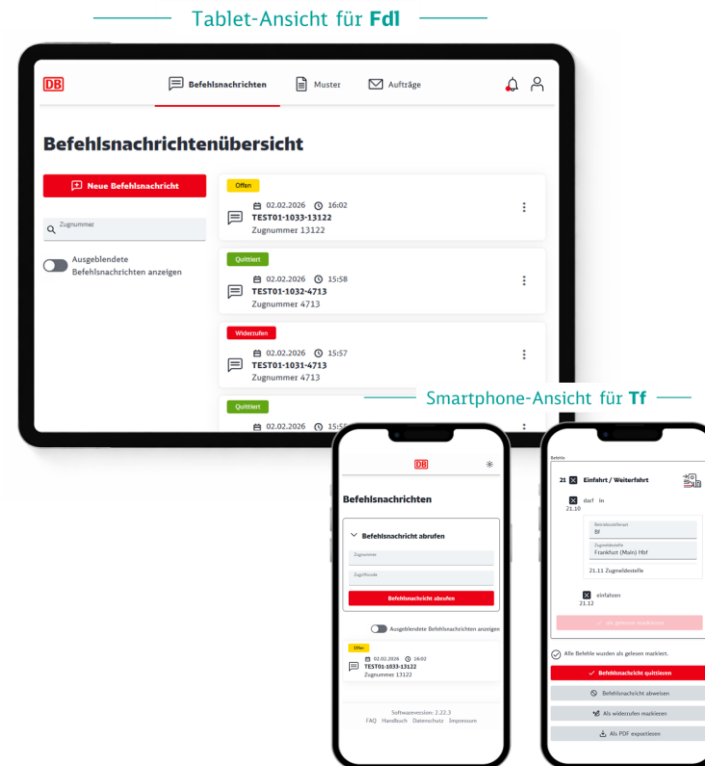 Tablet-Ansicht für Fdl
DB
Befehlsnachrichten
Muster
Aufträge
Befehlsnachrichtenübersicht
Neue Befehlsnachricht
Zugnummer
Ausgeblendete
Befehlsnachrichten anzeigen
Offen
02.02.2026 16:02
TEST01-1033-13122
Zugnummer 13122
Quittiert
02.02.2026 15:58
TEST01-1032-4713
Zugnummer 4713
Widerrufen
02.02.2026 15:57
TEST01-1031-4713
Zugnummer 4713
Quittiert
02.02.2026
Smartphone-Ansicht für Tf
DB
Befehlsnachrichten
Befehlsnachricht abrufen
Zugnummer
Zugriffscode
Befehlsnachricht abrufen
Ausgeblendete Befehlsnachrichten anzeigen
Offen
02.02.2026 16:02
TEST01-1033-13122
Zugnummer 13122
Softwareversion: 2.22.3
FAQ Handbuch Datenschutz Impressum
Befehle
21 Einfahrt / Weiterfahrt
darf in
21.10
Bf
Zugmeldestelle
Frankfurt (Main) Hbf
21.11 Zugmeldestelle
einfahren
21.12
Als gelesen markieren
Alle Befehle wurden als gelesen markiert.
Befehlsnachricht quittieren
Befehlsnachricht abweisen
Als widerrufen markieren
Als PDF exportieren